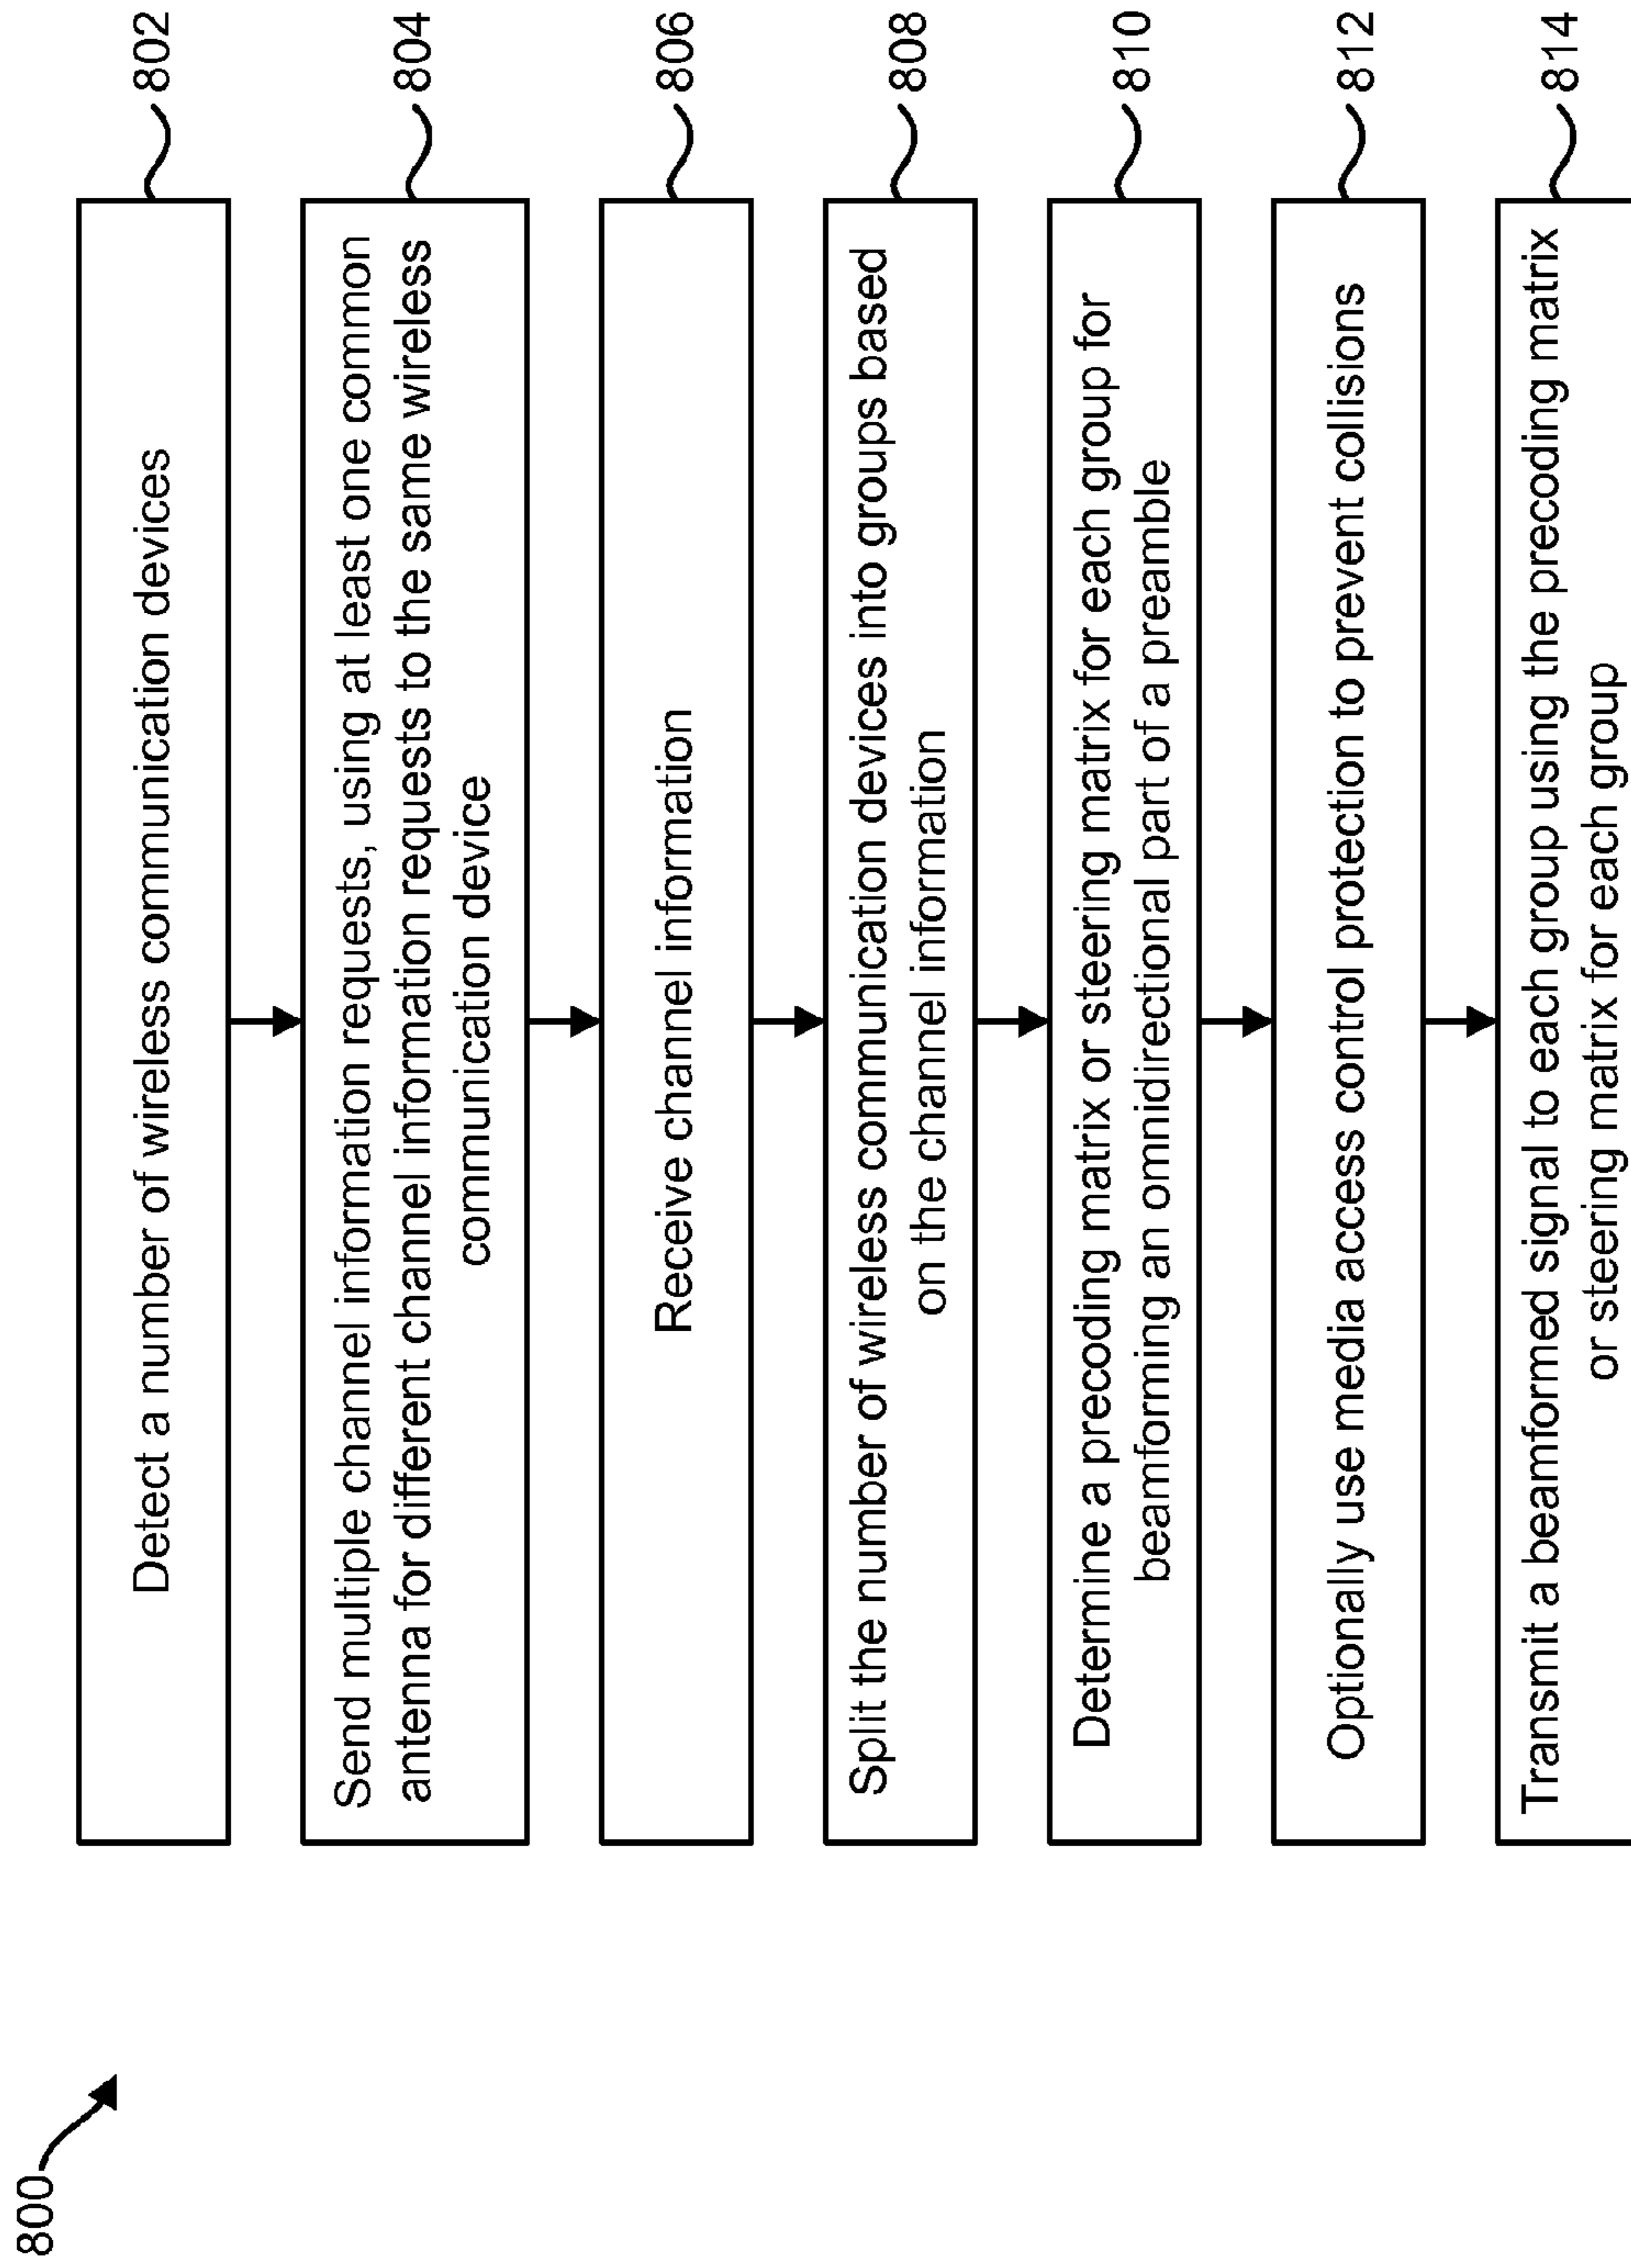 800
Detect a number of wireless communication devices
802
Send multiple channel information requests, using at least one common
antenna for different channel information requests to the same wireless
communication device
804
Receive channel information
806
Split the number of wireless communication devices into groups based
on the channel information
808
Determine a precoding matrix or steering matrix for each group for
beamforming an omnidirectional part of a preamble
810
Optionally use media access control protection to prevent collisions
812
Transmit a beamformed signal to each group using the precoding matrix
or steering matrix for each group
814